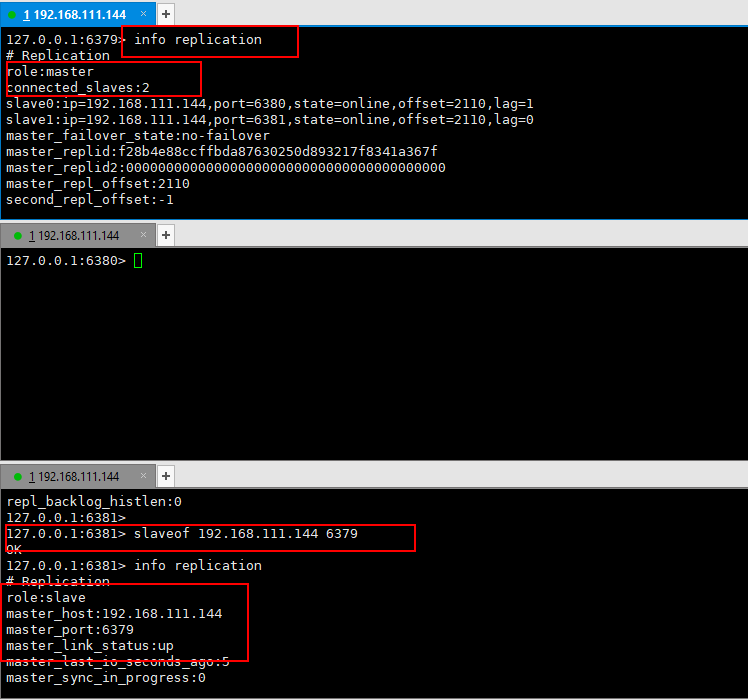 1 192.168.111.144 × +
127.0.0.1:6379> info replication
# Replication
role:master
connected_slaves:2
slave0:ip=192.168.111.144,port=6380,state=online,offset=2110,lag=1
slave1:ip=192.168.111.144,port=6381,state=online,offset=2110,lag=0
master_failover_state:no-failover
master_replid:f28b4e88ccffbda87630250d893217f8341a367f
master_replid2:0000000000000000000000000000000000000000
master_repl_offset:2110
second_repl_offset:-1
1 192.168.111.144 × +
127.0.0.1:6380>
1 192.168.111.144 × +
repl_backlog_histlen:0
127.0.0.1:6381>
127.0.0.1:6381> slaveof 192.168.111.144 6379
OK
127.0.0.1:6381> info replication
# Replication
role:slave
master_host:192.168.111.144
master_port:6379
master_link_status:up
master_last_io_seconds_ago:5
master_sync_in_progress:0